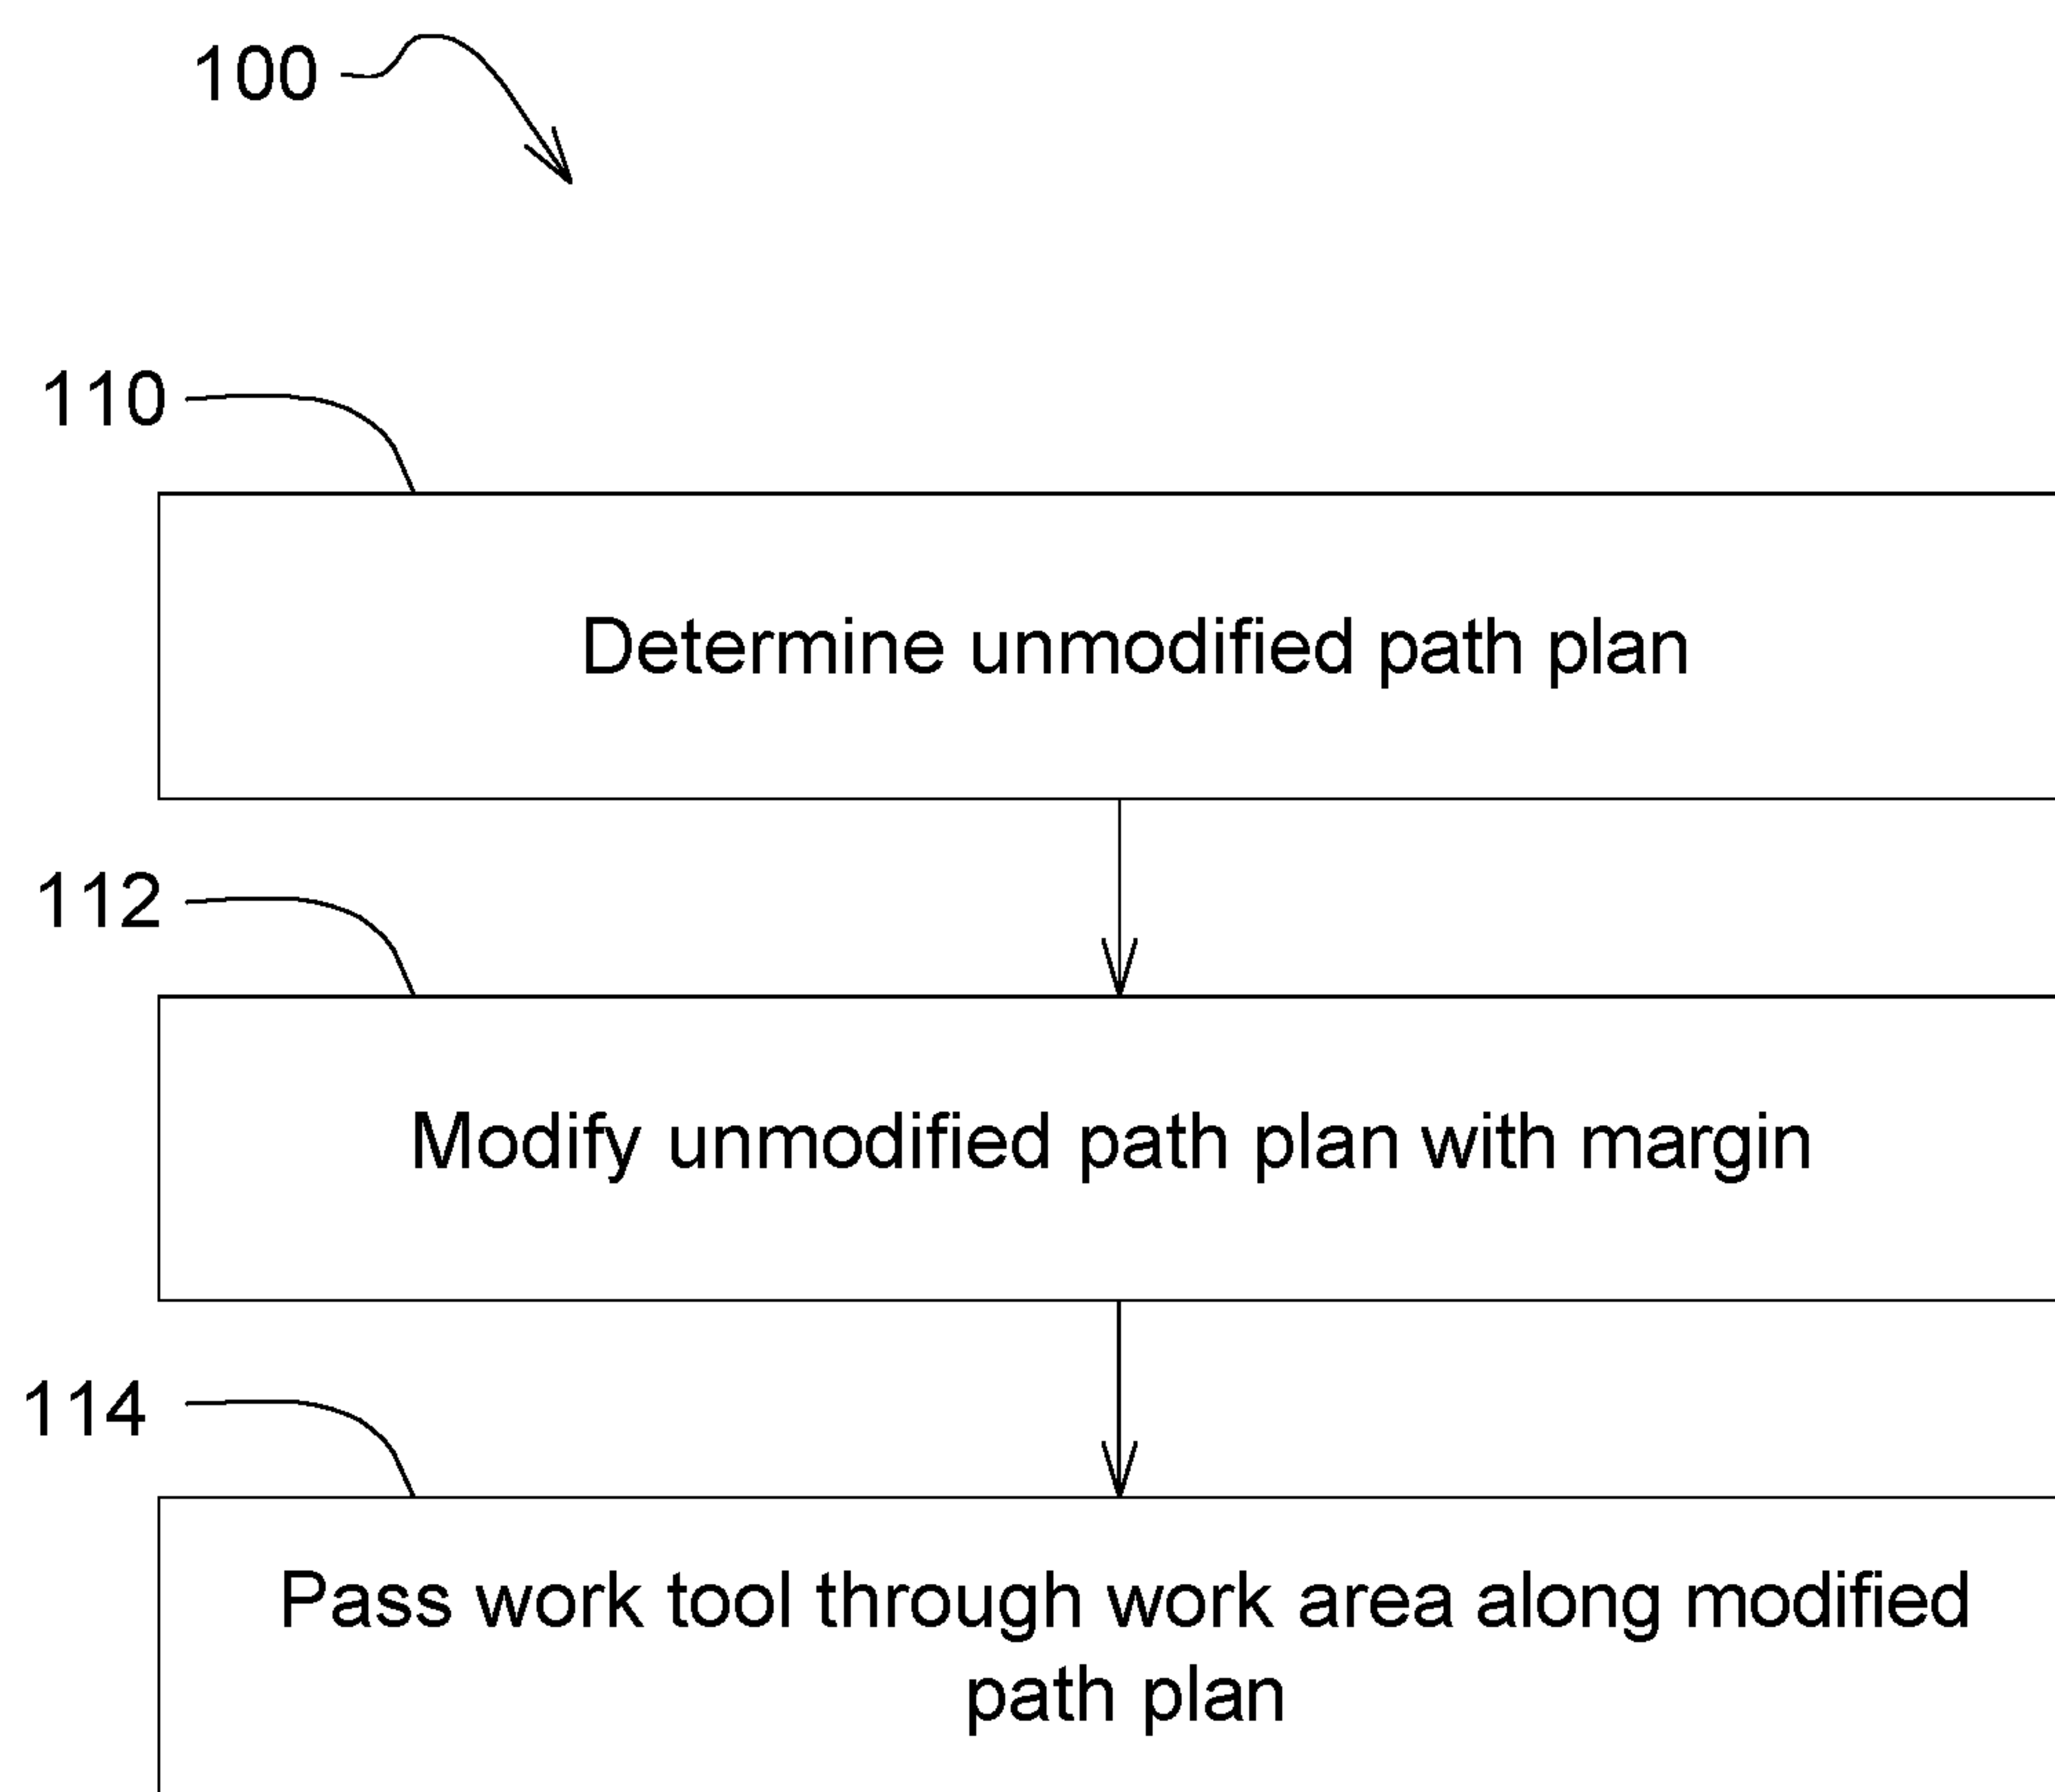 100
110
Determine unmodified path plan
112
Modify unmodified path plan with margin
114
Pass work tool through work area along modified
path plan